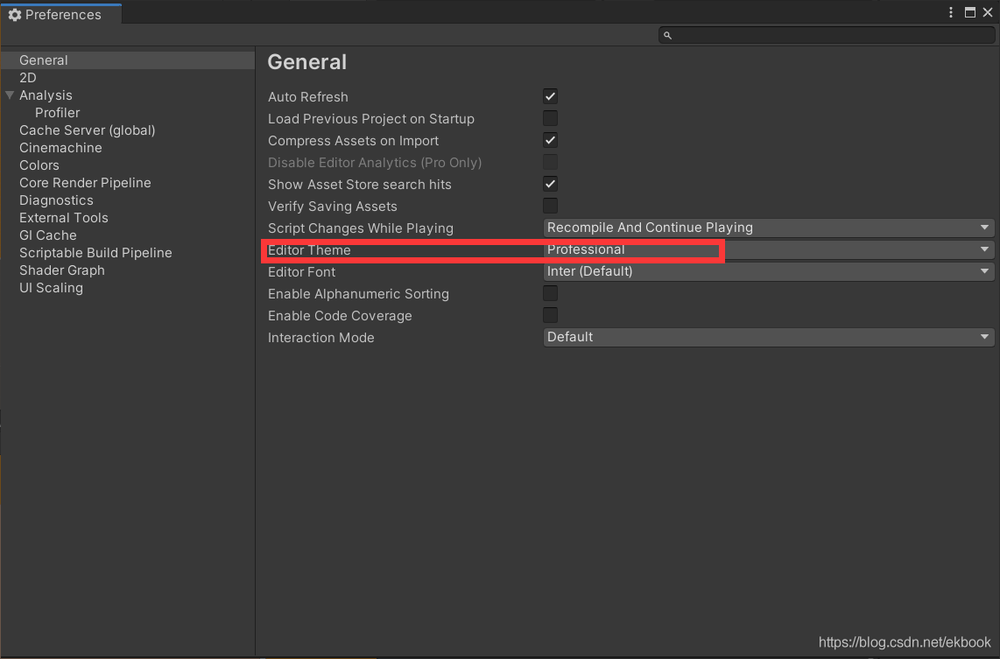 Preferences
General
2D
Analysis
Profiler
Cache Server (global)
Cinemachine
Colors
Core Render Pipeline
Diagnostics
External Tools
GI Cache
Scriptable Build Pipeline
Shader Graph
UI Scaling
General
Auto Refresh
Load Previous Project on Startup
Compress Assets on Import
Disable Editor Analytics (Pro Only)
Show Asset Store search hits
Verify Saving Assets
Script Changes While Playing Recompile And Continue Playing
Editor Theme Professional
Editor Font Inter (Default)
Enable Alphanumeric Sorting
Enable Code Coverage
Interaction Mode Default
https://blog.csdn.net/ekbook